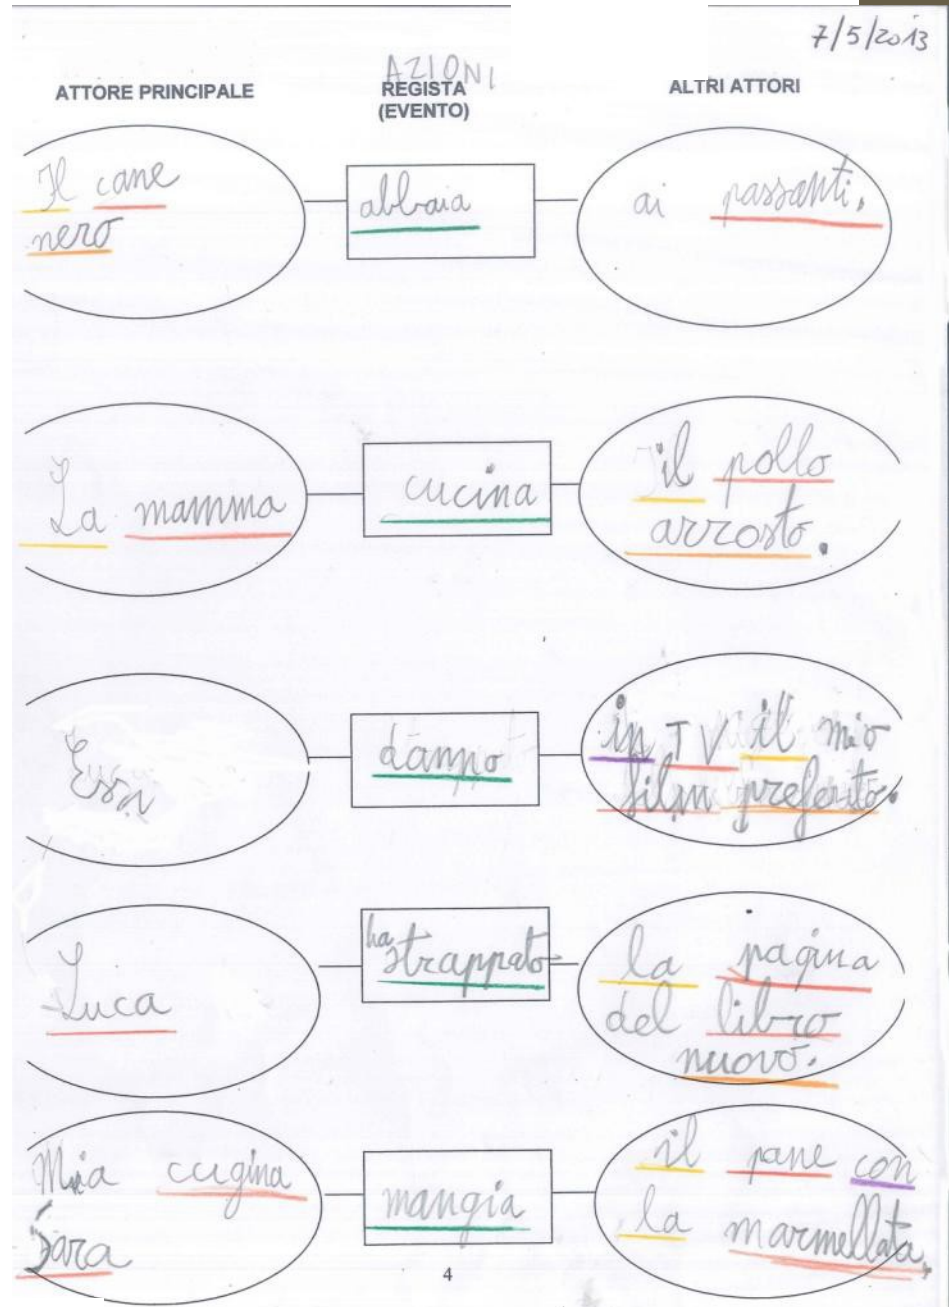 7/5/2013
AZIONI
ATTORE PRINCIPALE REGISTA ALTRI ATTORI
(EVENTO)
Il cane
nero
abbaia
ai passanti.
La mamma
cucina
il pollo
arrosto.
Essi
danno
in TV il mio
film preferito.
Luca
ha strappato
la pagina
del libro
nuovo.
Mia cugina
Sara
mangia
il pane con
la marmellata.
4